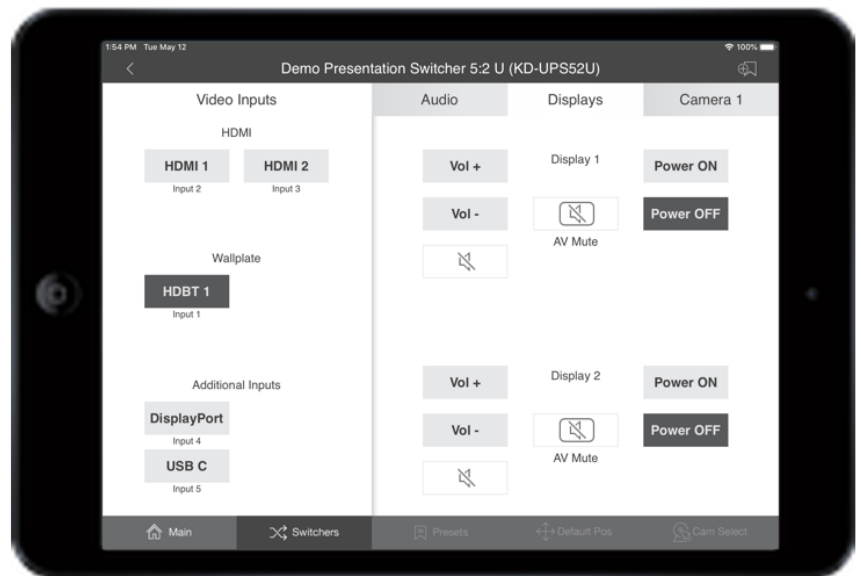 1:54 PM Tue May 12
100%
Demo Presentation Switcher 5:2 U (KD-UPS52U)
Video Inputs
HDMI
HDMI 1
HDMI 2
Input 2
Input 3
Wallplate
HDBT 1
Input 1
Additional Inputs
DisplayPort
Input 4
USB C
Input 5
Audio
Displays
Camera 1
Vol +
Display 1
Power ON
Vol -
Power OFF
AV Mute
Vol +
Display 2
Power ON
Vol -
Power OFF
AV Mute
Main
Switchers
Presets
Default Pos
Cam Select